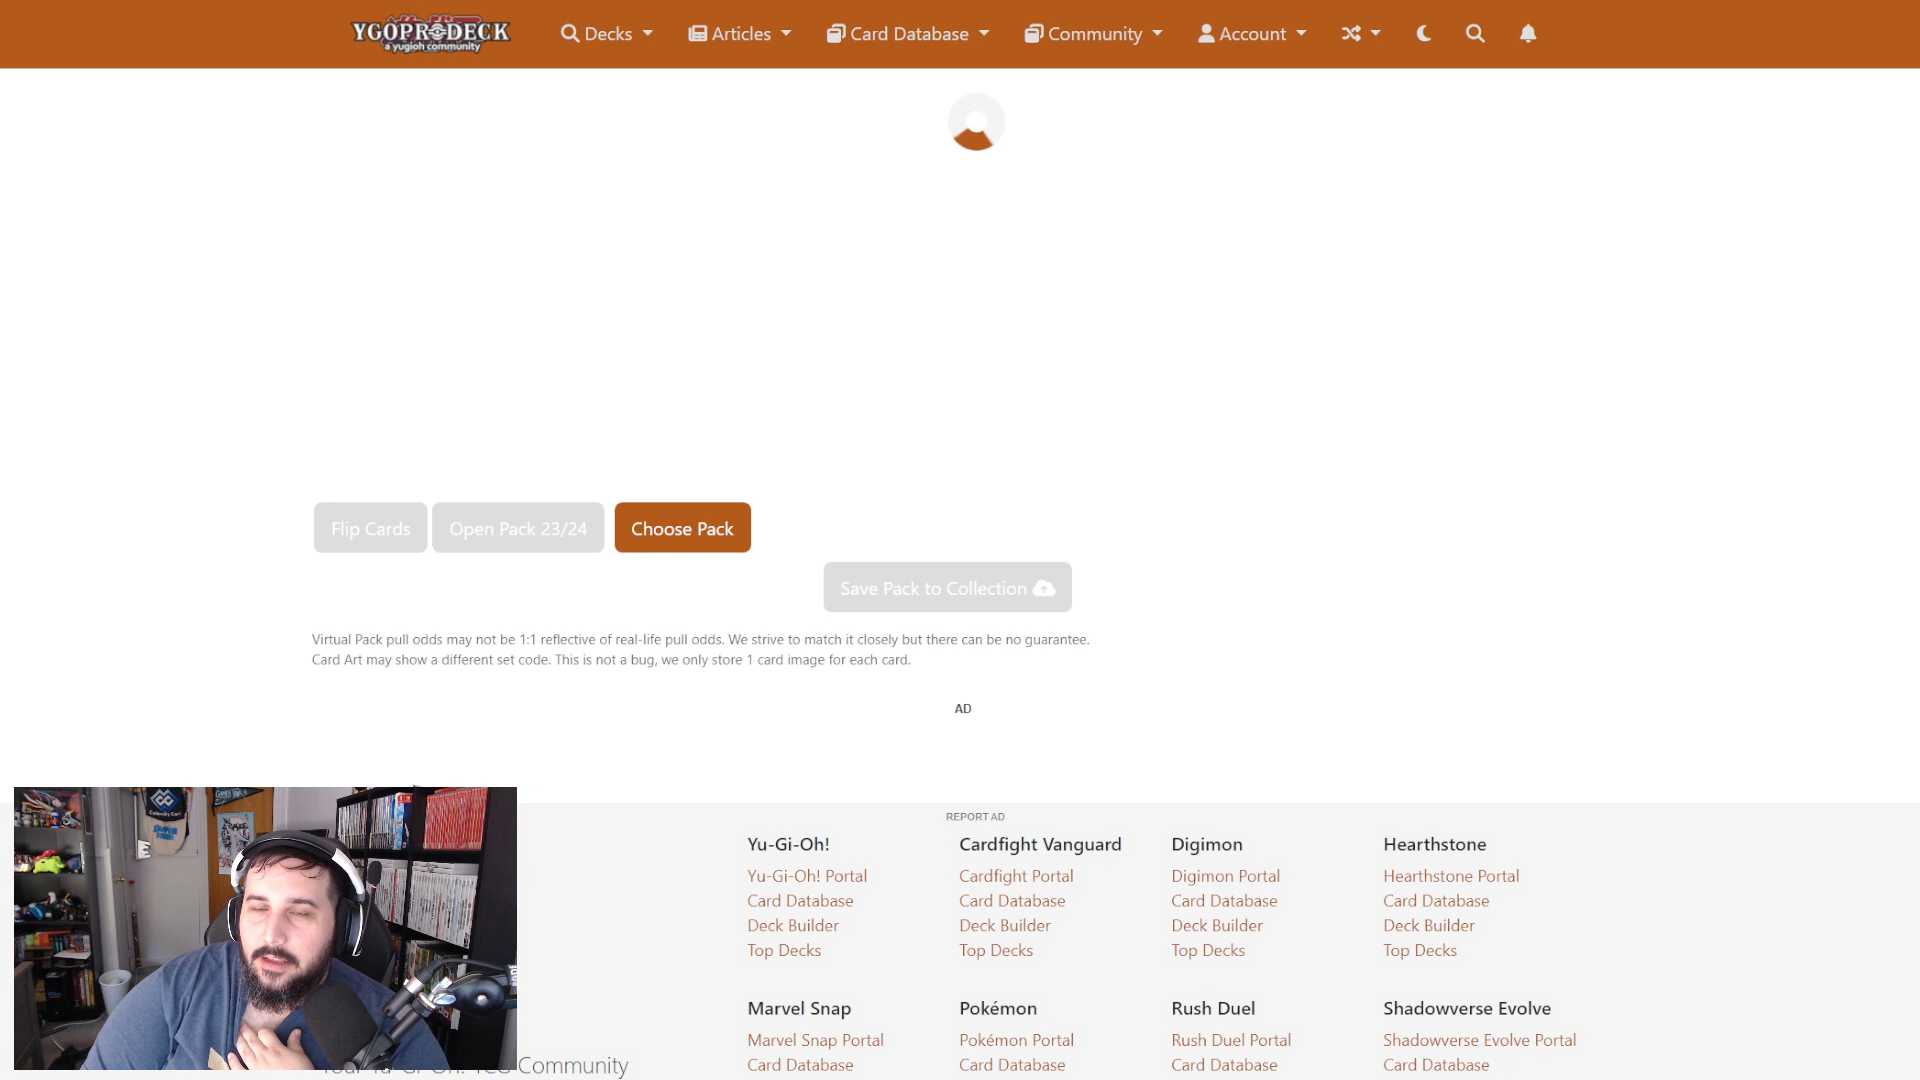 YGOPRODECK
a yugioh community
Decks
Articles
Card Database
Community
Account
Flip Cards
Open Pack 23/24
Choose Pack
Save Pack to Collection
Virtual Pack pull odds may not be 1:1 reflective of real-life pull odds. We strive to match it closely but there can be no guarantee.
Card Art may show a different set code. This is not a bug, we only store 1 card image for each card.
AD
REPORT AD
Yu-Gi-Oh!
Yu-Gi-Oh! Portal
Card Database
Deck Builder
Top Decks
Cardfight Vanguard
Cardfight Portal
Card Database
Deck Builder
Top Decks
Digimon
Digimon Portal
Card Database
Deck Builder
Top Decks
Hearthstone
Hearthstone Portal
Card Database
Deck Builder
Top Decks
Marvel Snap
Marvel Snap Portal
Card Database
Pokémon
Pokémon Portal
Card Database
Rush Duel
Rush Duel Portal
Card Database
Shadowverse Evolve
Shadowverse Evolve Portal
Card Database
Community